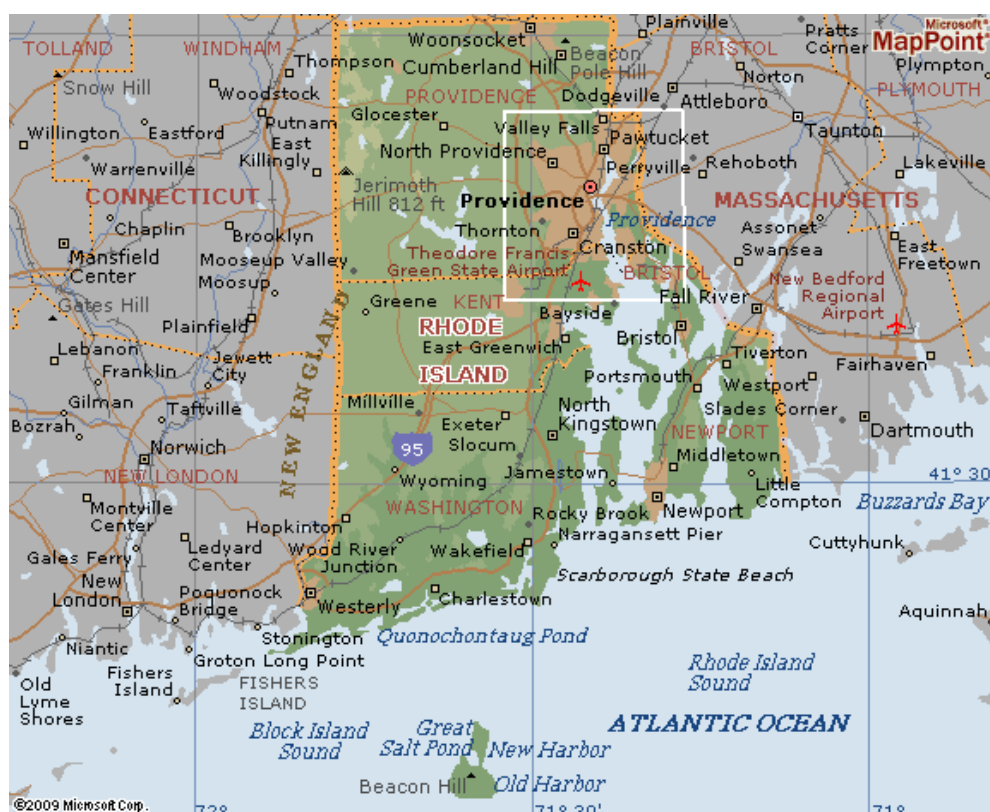 Microsoft®
MapPoint®
TOLLAND
WINDHAM
Woonsocket
Plainville
BRISTOL
Pratts
Corner
Thompson
Cumberland Hill
Beacon
Pole Hill
Norton
Plympton
Snow Hill
Woodstock
PROVIDENCE
Dodgeville
Attleboro
PLYMOUTH
Willington
Eastford
Putnam
Glocester
Valley Falls
Pawtucket
Taunton
East
Killingly
North Providence
Perryville
Rehoboth
Lakeville
Warrenville
CONNECTICUT
Jerimoth
Hill 812 ft
Providence
MASSACHUSETTS
Chaplin
Brooklyn
Thornton
Providence
Assonet
Mansfield
Center
Mooseup Valley
Cranston
Swansea
East
Freetown
Theodore Francis
Green State Airport
BRISTOL
New Bedford
Regional
Airport
Moosup
Gates Hill
Greene
KENT
Fall River
Bayside
Plainfield
RHODE
ISLAND
East Greenwich
Bristol
Lebanon
Jewett
City
Tiverton
Fairhaven
Franklin
NEW ENGLAND
Portsmouth
Westport
Gilman
Taftville
Millville
North
Kingstown
Slades Corner
Bozrah
Exeter
Slocum
NEWPORT
Dartmouth
Norwich
95
Middletown
NEW LONDON
Wyoming
Jamestown
Little
Compton
41° 30
Montville
Center
WASHINGTON
Rocky Brook
Newport
Buzzards Bay
Hopkinton
Narragansett Pier
Gales Ferry
Ledyard
Center
Wood River
Junction
Wakefield
Cuttyhunk
New
London
Poquonock
Bridge
Westerly
Charlestown
Scarborough State Beach
Aquinnah
Niantic
Stonington
Quonochontaug Pond
Groton Long Point
Rhode Island
Sound
Old
Lyme
Shores
Fishers
Island
FISHERS
ISLAND
Block Island
Sound
Great
Salt Pond
New Harbor
ATLANTIC OCEAN
Beacon Hill
Old Harbor
©2009 Microsoft Corp.
72°
71° 30'
71°